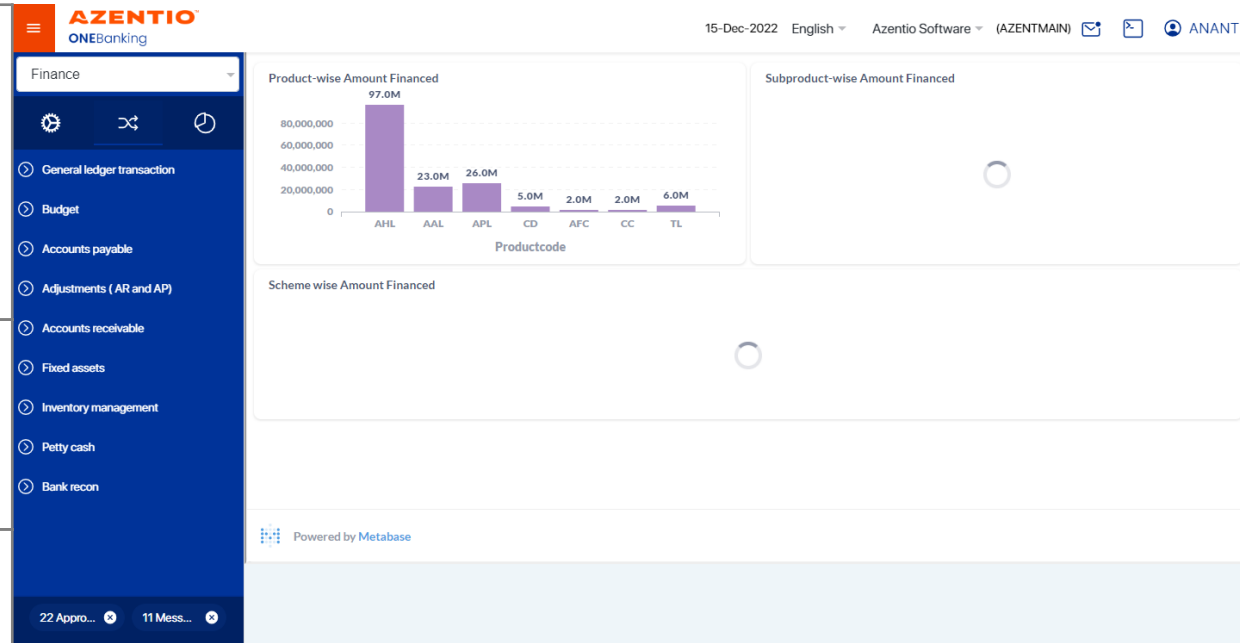 AZENTIO™
ONEBanking
15-Dec-2022 English Azentio Software (AZENTMAIN) ANANT
Finance
General ledger transaction
Budget
Accounts payable
Adjustments ( AR and AP)
Accounts receivable
Fixed assets
Inventory management
Petty cash
Bank recon
22 Appro...
11 Mess...
Product-wise Amount Financed
97.0M
80,000,000
60,000,000
40,000,000
20,000,000
0
23.0M
26.0M
5.0M
2.0M
2.0M
6.0M
AHL AAL APL CD AFC CC TL
Productcode
Subproduct-wise Amount Financed
Scheme wise Amount Financed
Powered by Metabase